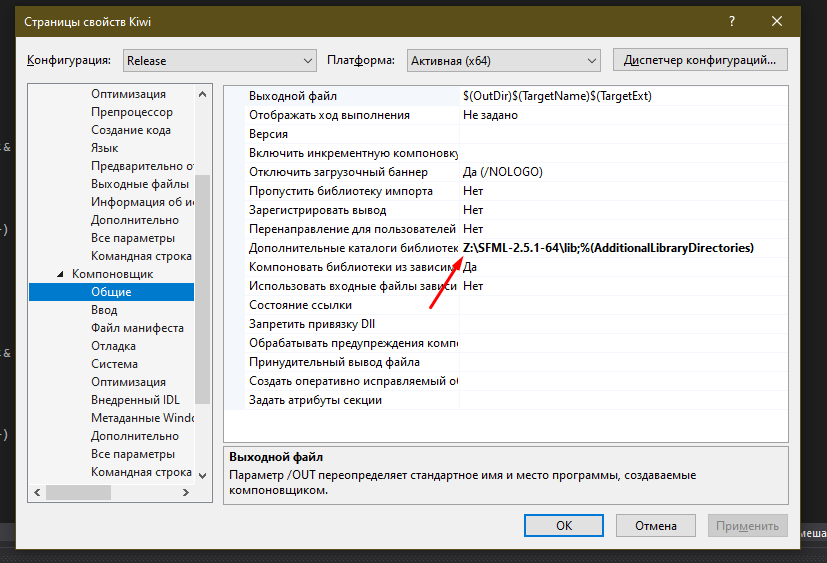 Страницы свойств Kiwi
? ✕
Конфигурация: Release Платформа: Активная (x64) Диспетчер конфигураций...
Оптимизация
Препроцессор
Создание кода
Язык
Предварительно от
Выходные файлы
Информация об ис
Дополнительно
Все параметры
Командная строка
Компоновщик
Общие
Ввод
Файл манифеста
Отладка
Система
Оптимизация
Внедренный IDL
Метаданные Windo
Дополнительно
Все параметры
Командная строка
Выходной файл $(OutDir)$(TargetName)$(TargetExt)
Отображать ход выполнения Не задано
Версия
Включить инкрементную компоновку
Отключить загрузочный баннер Да (/NOLOGO)
Пропустить библиотеку импорта Нет
Зарегистрировать вывод Нет
Перенаправление для пользователей Нет
Дополнительные каталоги библиотек Z:\SFML-2.5.1-64\lib;%(AdditionalLibraryDirectories)
Компоновать библиотеки из зависим Да
Использовать входные файлы зависи Нет
Состояние ссылки
Запретить привязку Dll
Обрабатывать предупреждения компо
Принудительный вывод файла
Создать оперативно исправляемый об
Задать атрибуты секции
Выходной файл
Параметр /OUT переопределяет стандартное имя и место программы, создаваемые
компоновщиком.
ОК Отмена Применить
&
)
&
)
меша